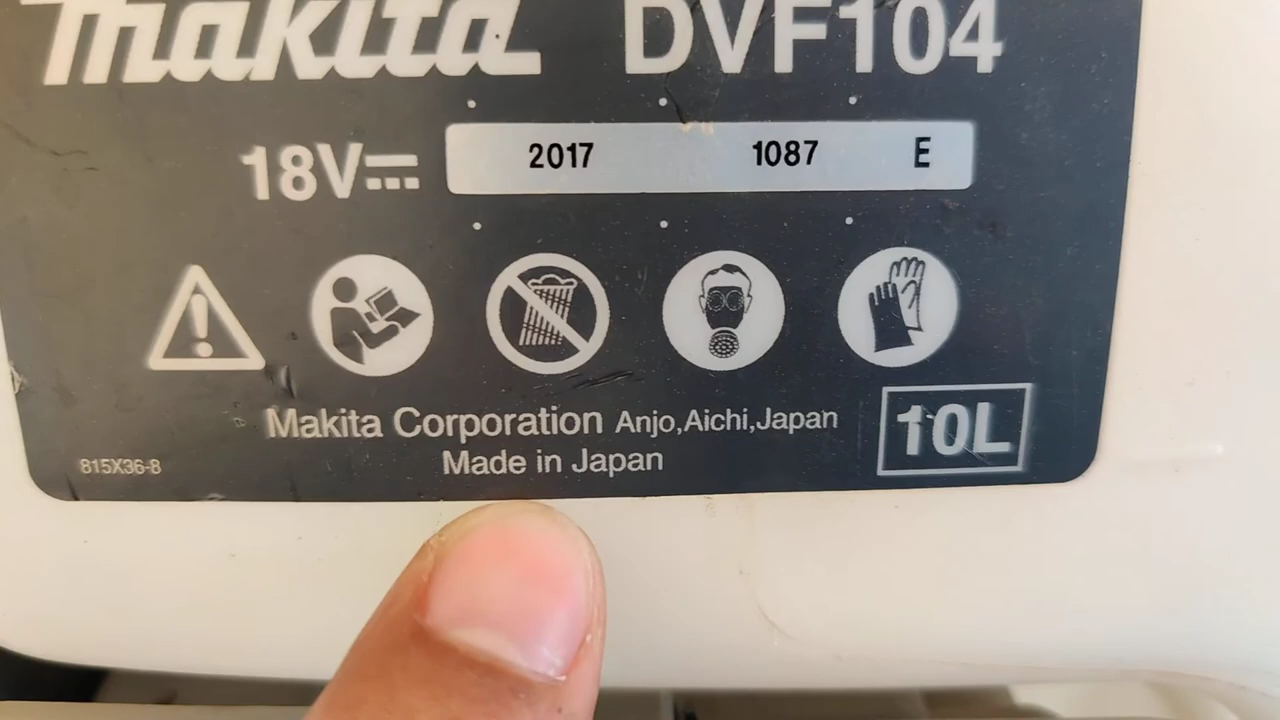 makita DVF104
18V 2017 1087 E
Makita Corporation Anjo,Aichi,Japan
10L
815X36-8
Made in Japan